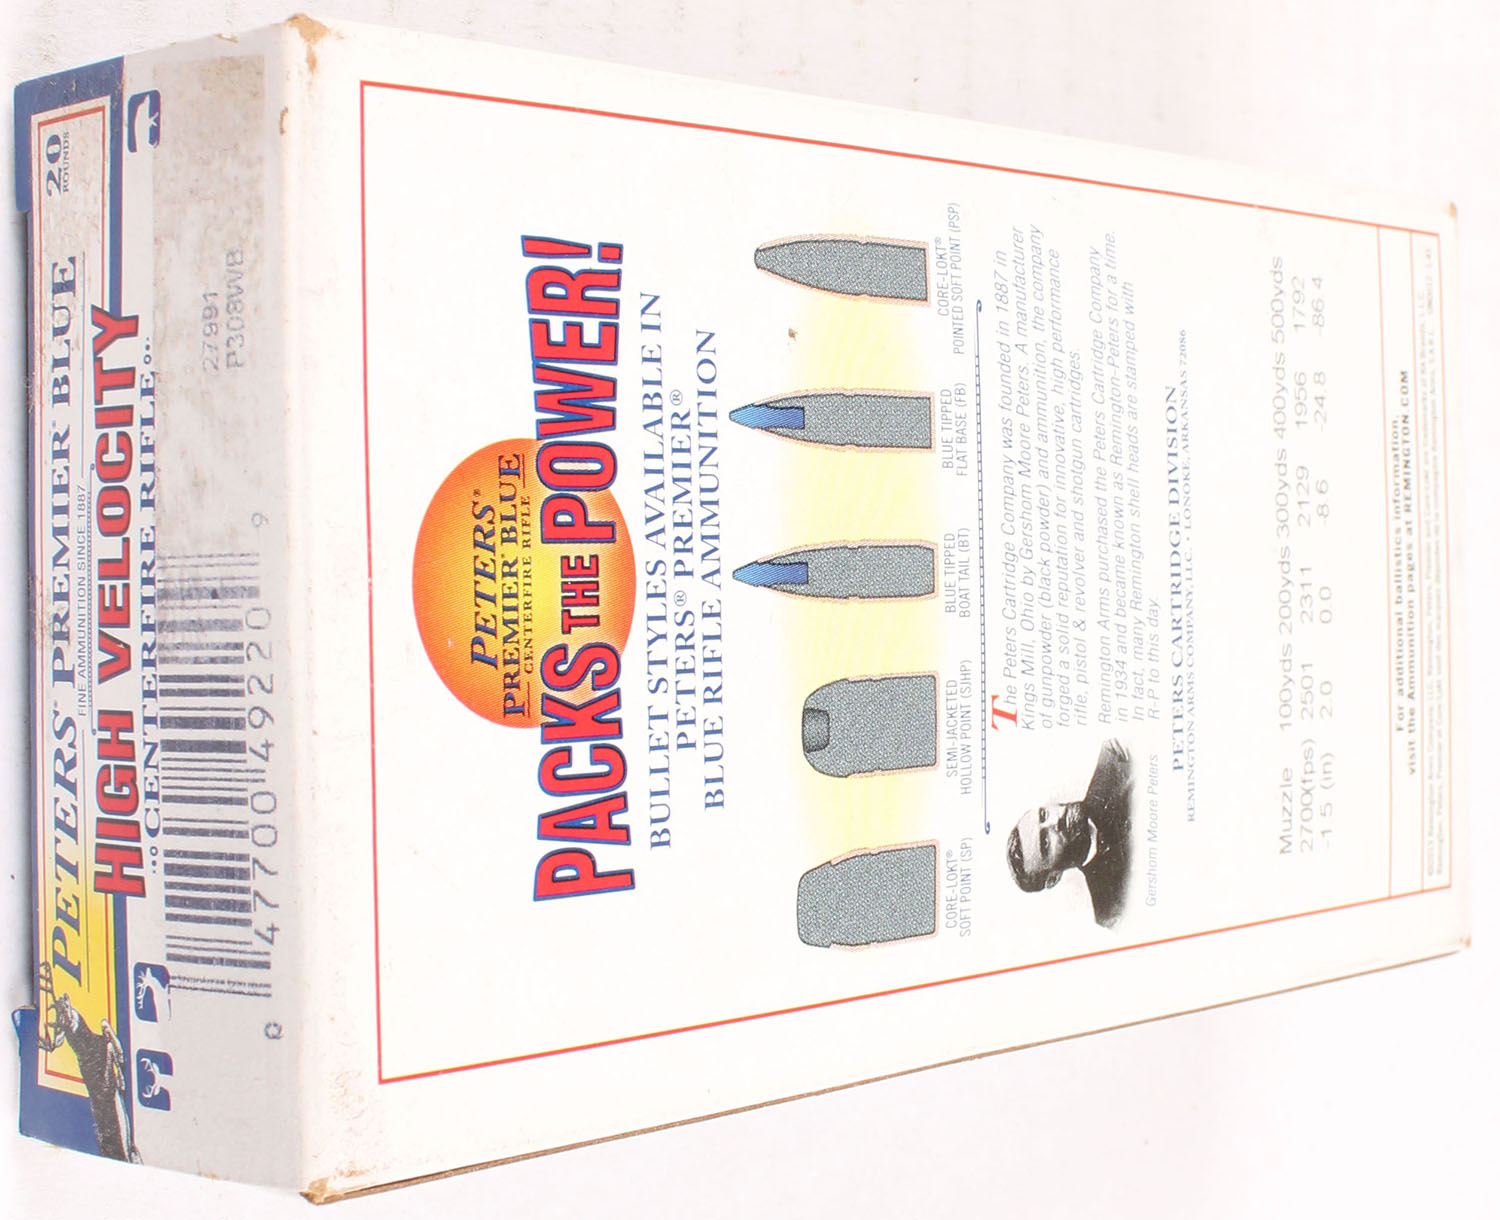 PETERS® PREMIER® BLUE
FINE AMMUNITION SINCE 1887
20
ROUNDS
HIGH VELOCITY
CENTERFIRE RIFLE
27991
P308WB
0 47700 49220 9
PETERS®
PREMIER® BLUE
CENTERFIRE RIFLE
PACKS THE POWER!
BULLET STYLES AVAILABLE IN
PETERS® PREMIER®
BLUE RIFLE AMMUNITION
CORE-LOKT®
SOFT POINT (SP)
SEMI-JACKETED
HOLLOW POINT (SJHP)
BLUE TIPPED
BOAT TAIL (BT)
BLUE TIPPED
FLAT BASE (FB)
CORE-LOKT®
POINTED SOFT POINT (PSP)
The Peters Cartridge Company was founded in 1887 in
Kings Mill, Ohio by Gershom Moore Peters. A manufacturer
of gunpowder (black powder) and ammunition, the company
forged a solid reputation for innovative, high performance
rifle, pistol & revolver and shotgun cartridges.
Remington Arms purchased the Peters Cartridge Company
in 1934 and became known as Remington-Peters for a time.
In fact, many Remington shell heads are stamped with
R-P to this day.
Gershom Moore Peters
PETERS CARTRIDGE DIVISION
REMINGTON ARMS COMPANY, LLC. • LONOKE, ARKANSAS 72086
Muzzle 100yds 200yds 300yds 400yds 500yds
2700(fps) 2501 2311 2129 1956 1792
-1.5 (in) 2.0 0.0 -8.6 -24.8 -86.4
For additional ballistics information,
visit the Ammunition pages at REMINGTON.COM